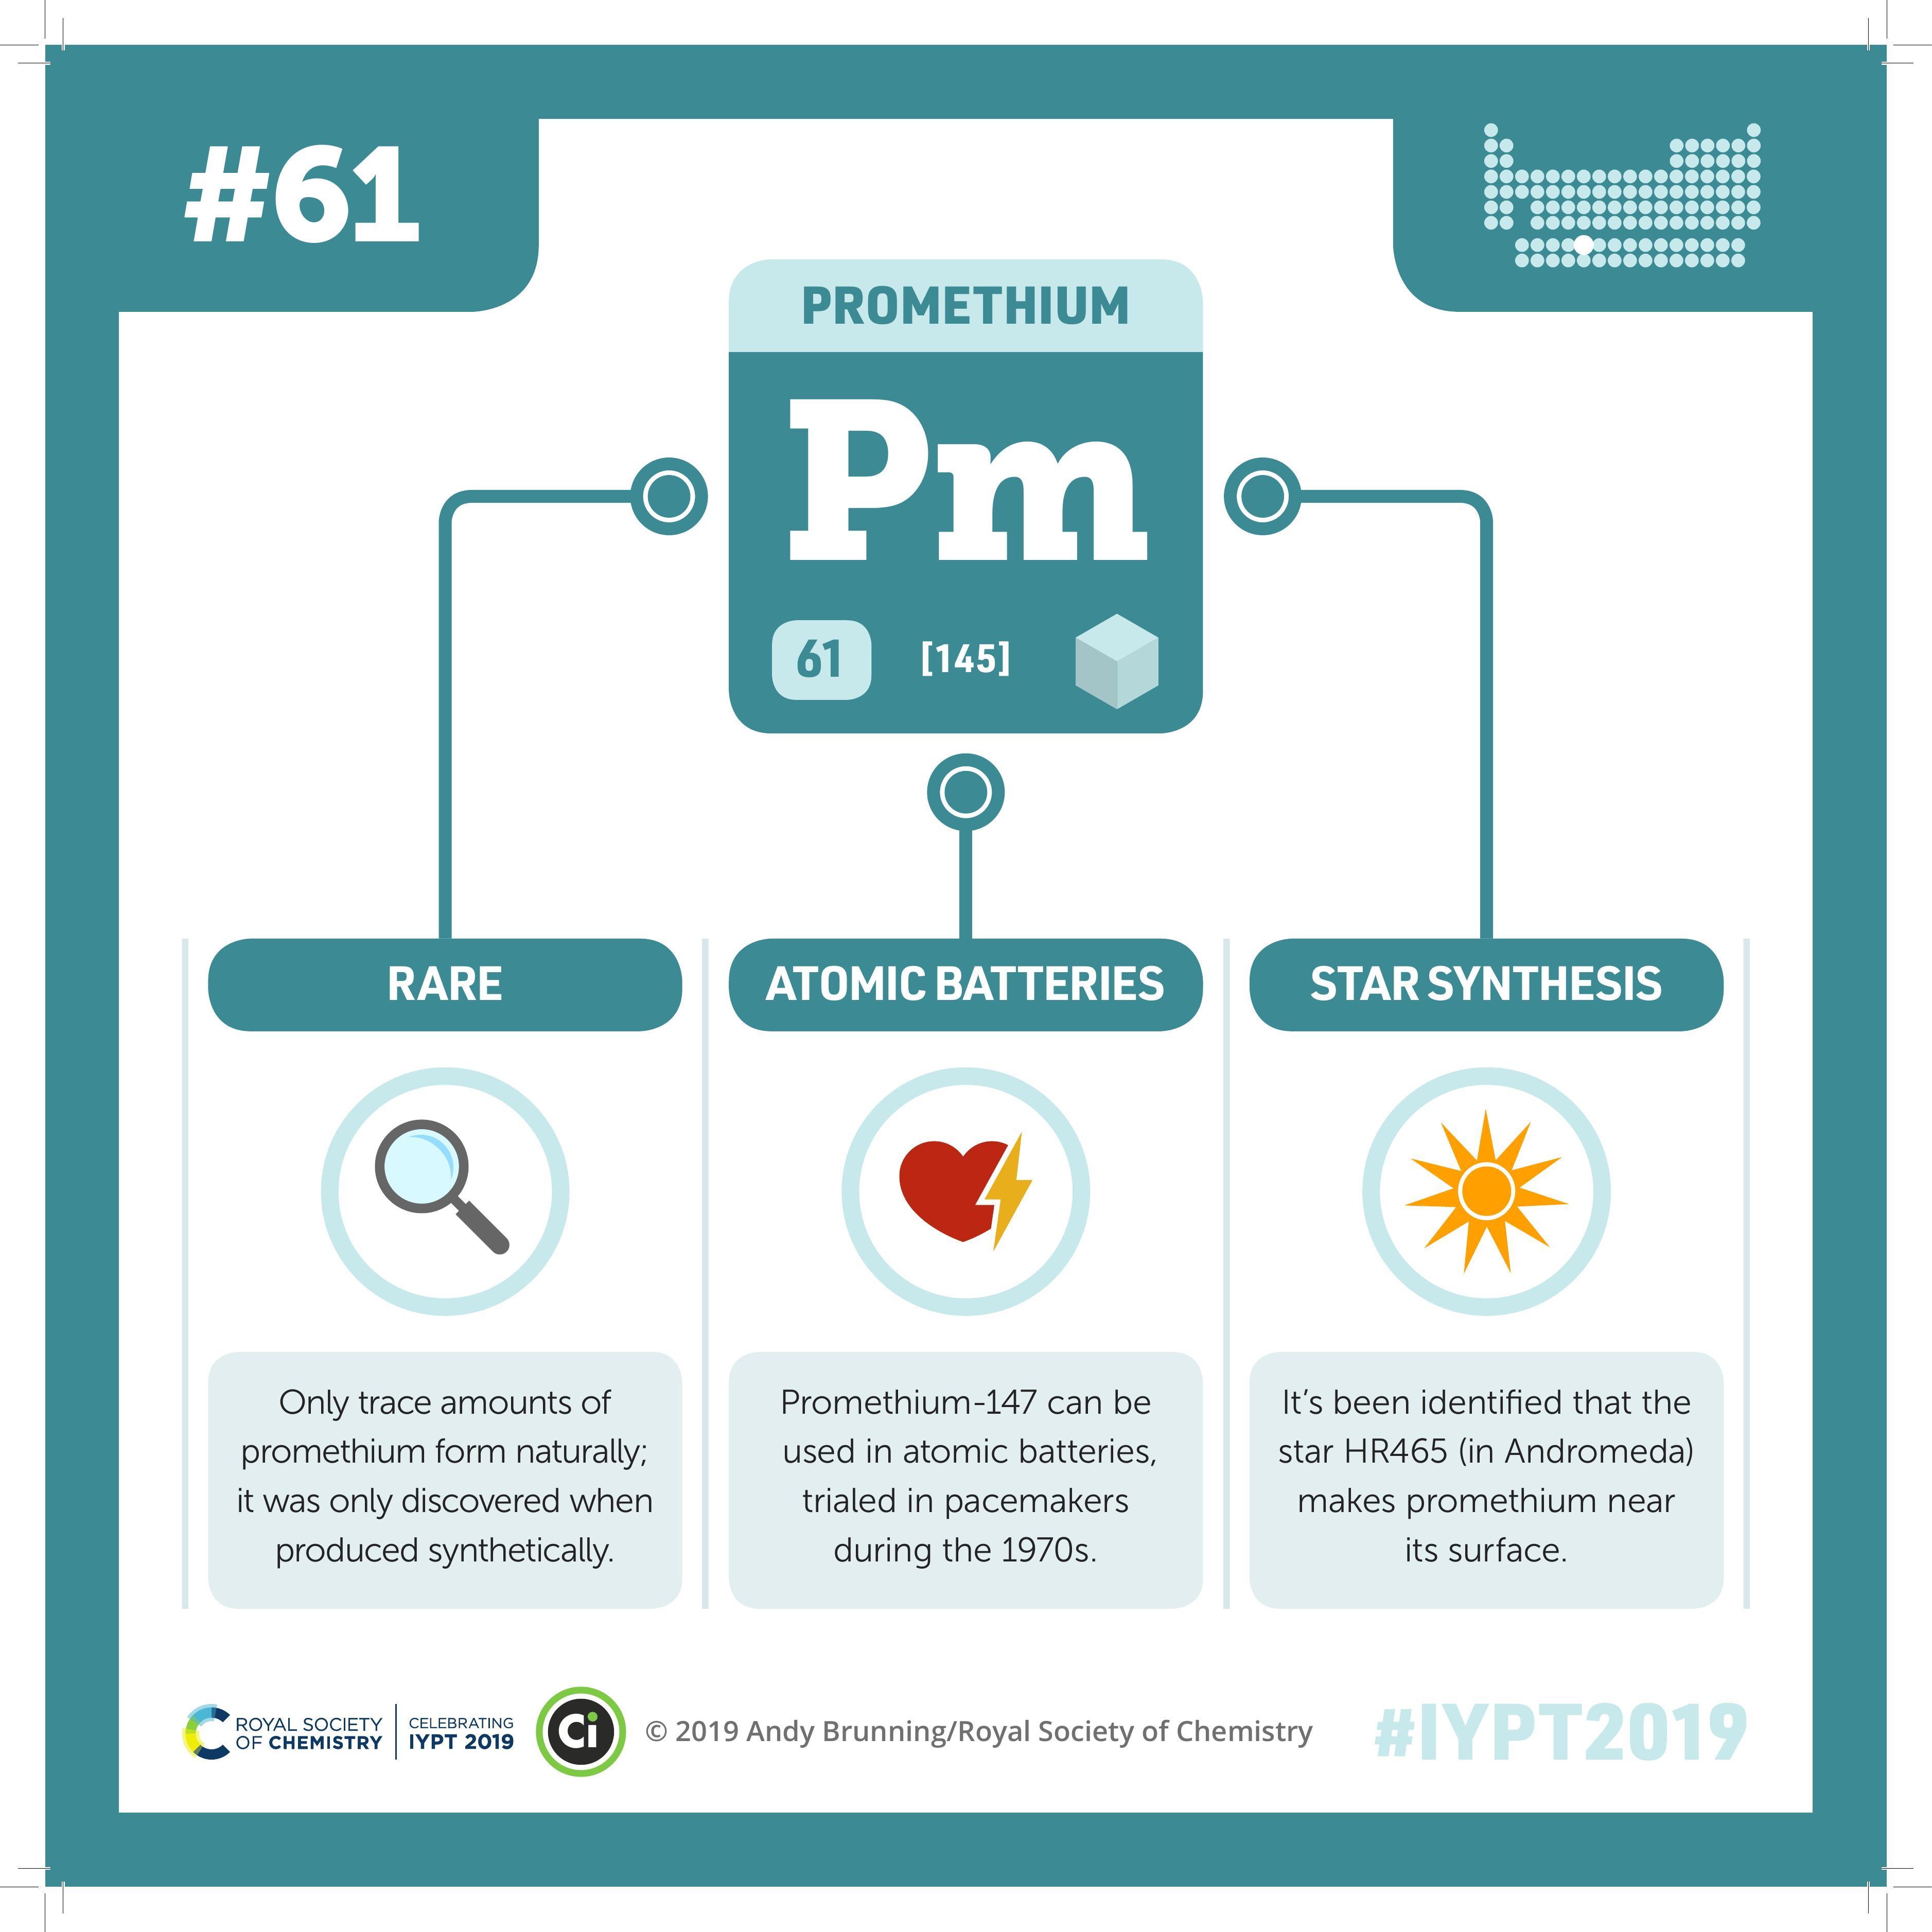 #61
PROMETHIUM
Pm
61 [145]
RARE
ATOMIC BATTERIES
STAR SYNTHESIS
Only trace amounts of
promethium form naturally;
it was only discovered when
produced synthetically.
Promethium-147 can be
used in atomic batteries,
trialed in pacemakers
during the 1970s.
It’s been identified that the
star HR465 (in Andromeda)
makes promethium near
its surface.
ROYAL SOCIETY
OF CHEMISTRY
CELEBRATING
IYPT 2019
Ci
© 2019 Andy Brunning/Royal Society of Chemistry
#IYPT2019